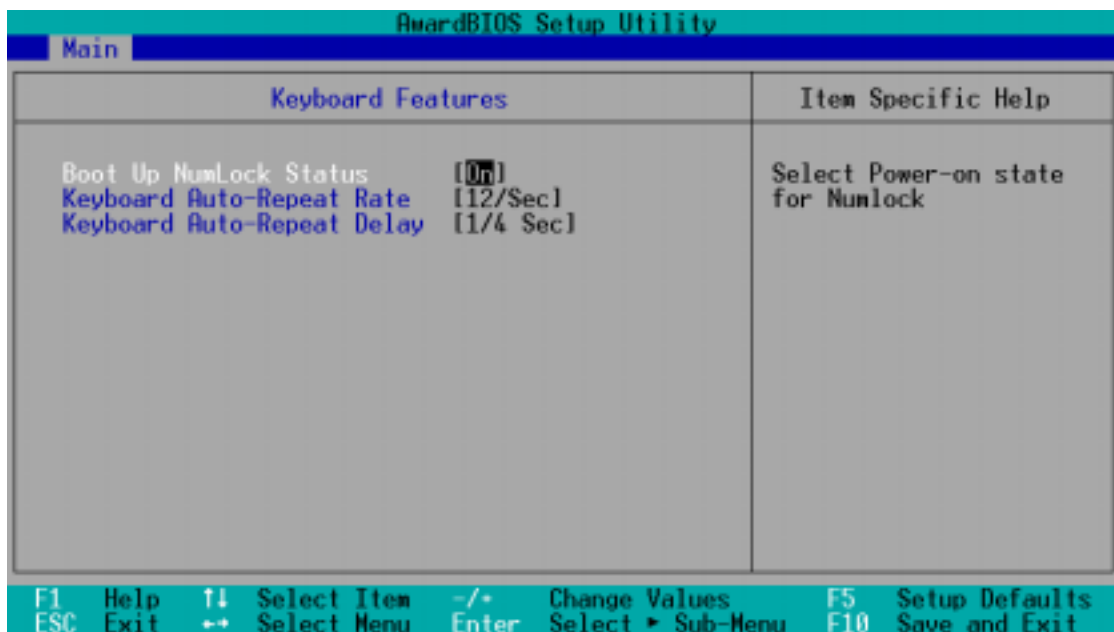 AwardBIOS Setup Utility
Main
Keyboard Features
Item Specific Help
Boot Up NumLock Status [On]
Keyboard Auto-Repeat Rate [12/Sec]
Keyboard Auto-Repeat Delay [1/4 Sec]
Select Power-on state
for Numlock
F1 Help ↑↓ Select Item -/+ Change Values F5 Setup Defaults
ESC Exit ←→ Select Menu Enter Select ► Sub-Menu F10 Save and Exit